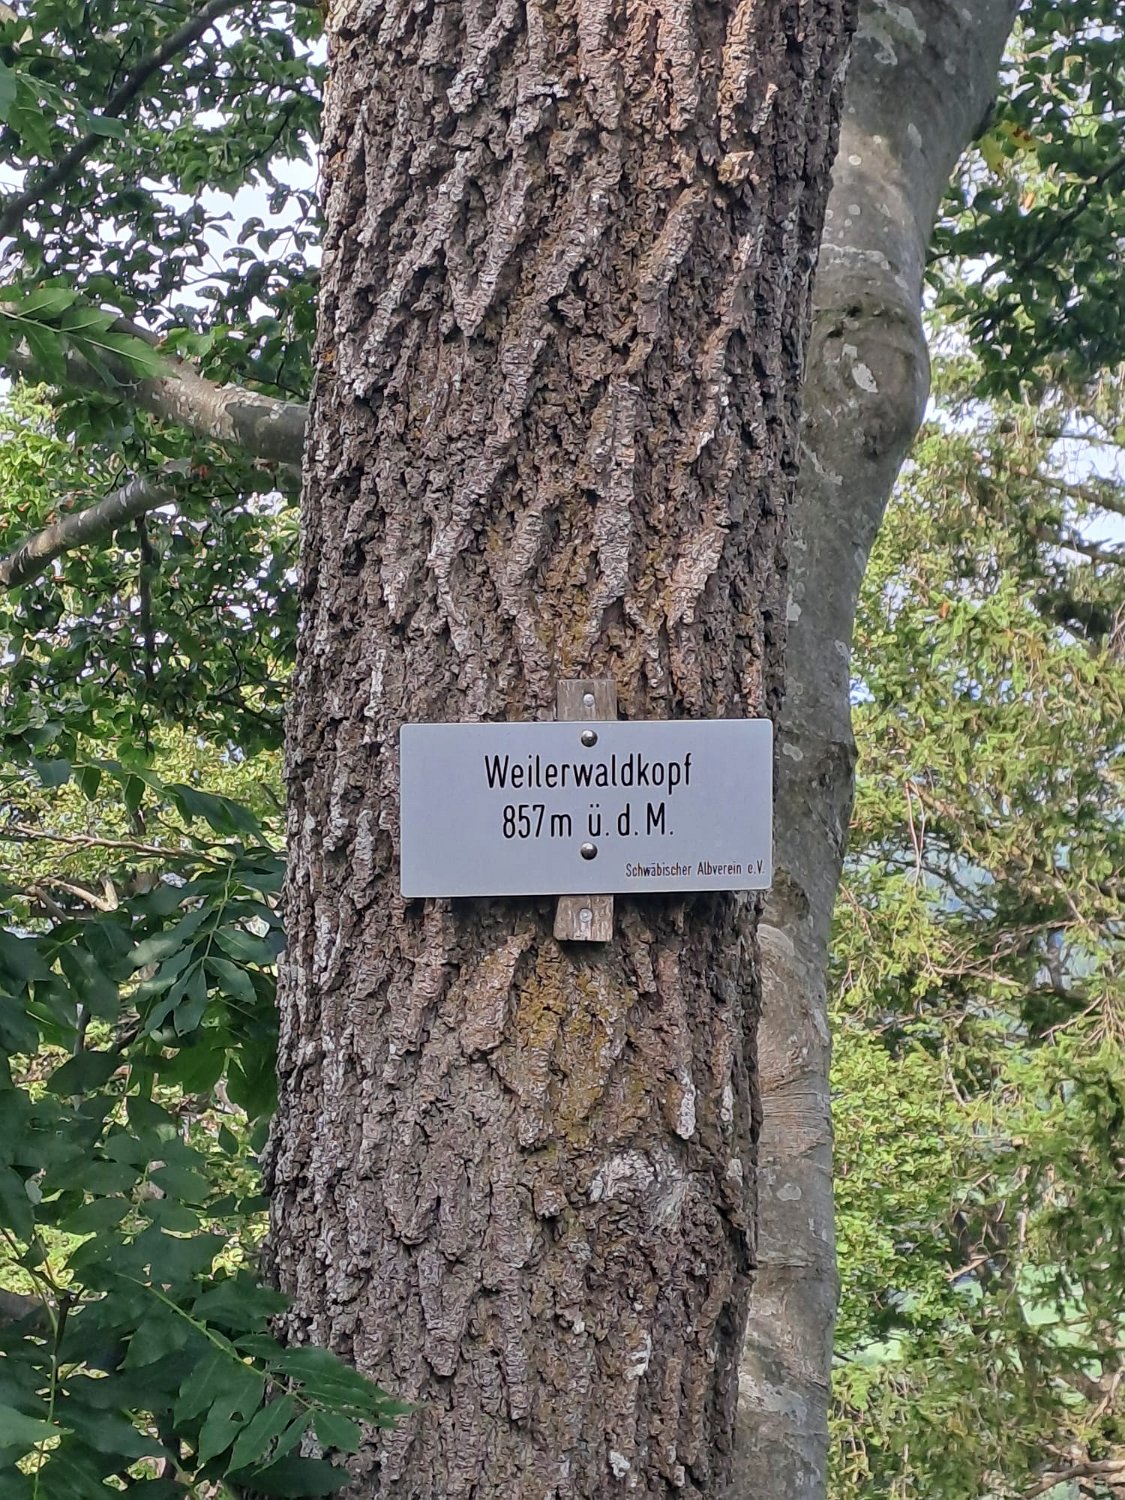 Weilerwaldkopf
857m ü. d. M.
Schwäbischer Albverein e.V.